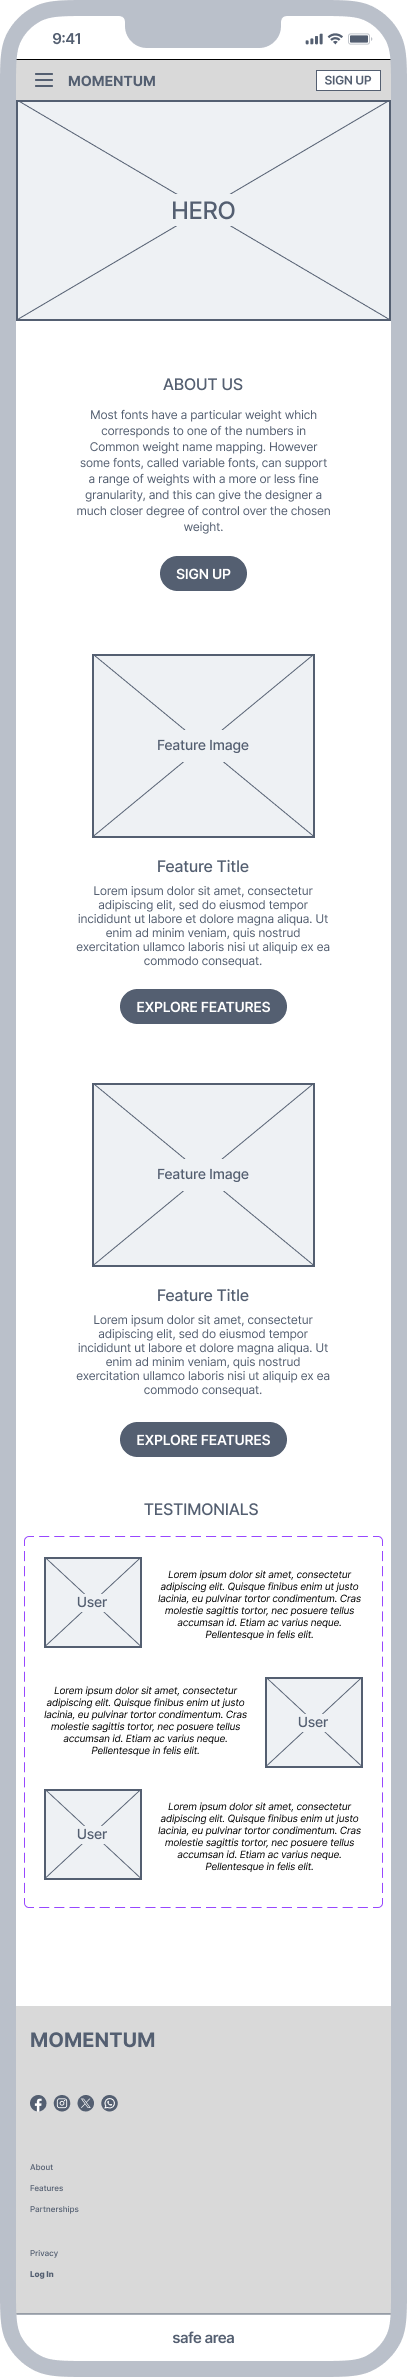 9:41
MOMENTUM
SIGN UP
HERO
ABOUT US
Most fonts have a particular weight which
corresponds to one of the numbers in
Common weight name mapping. However
some fonts, called variable fonts, can support
a range of weights with a more or less fine
granularity, and this can give the designer a
much closer degree of control over the chosen
weight.
SIGN UP
Feature Image
Feature Title
Lorem ipsum dolor sit amet, consectetur
adipiscing elit, sed do eiusmod tempor
incididunt ut labore et dolore magna aliqua. Ut
enim ad minim veniam, quis nostrud
exercitation ullamco laboris nisi ut aliquip ex ea
commodo consequat.
EXPLORE FEATURES
Feature Image
Feature Title
Lorem ipsum dolor sit amet, consectetur
adipiscing elit, sed do eiusmod tempor
incididunt ut labore et dolore magna aliqua. Ut
enim ad minim veniam, quis nostrud
exercitation ullamco laboris nisi ut aliquip ex ea
commodo consequat.
EXPLORE FEATURES
TESTIMONIALS
User
Lorem ipsum dolor sit amet, consectetur
adipiscing elit. Quisque finibus enim ut justo
lacinia, eu pulvinar tortor condimentum. Cras
molestie sagittis tortor, nec posuere tellus
accumsan id. Etiam ac varius neque.
Pellentesque in felis elit.
Lorem ipsum dolor sit amet, consectetur
adipiscing elit. Quisque finibus enim ut justo
lacinia, eu pulvinar tortor condimentum. Cras
molestie sagittis tortor, nec posuere tellus
accumsan id. Etiam ac varius neque.
Pellentesque in felis elit.
User
User
Lorem ipsum dolor sit amet, consectetur
adipiscing elit. Quisque finibus enim ut justo
lacinia, eu pulvinar tortor condimentum. Cras
molestie sagittis tortor, nec posuere tellus
accumsan id. Etiam ac varius neque.
Pellentesque in felis elit.
MOMENTUM
About
Features
Partnerships
Privacy
Log In
safe area